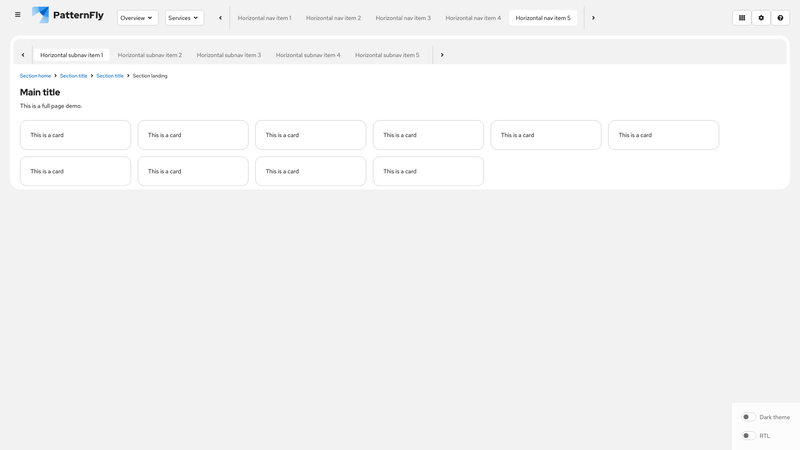 PatternFly Overview Services Horizontal nav item 1 Horizontal nav item 2 Horizontal nav item 3 Horizontal nav item 4 Horizontal nav item 5
Horizontal subnav item 1 Horizontal subnav item 2 Horizontal subnav item 3 Horizontal subnav item 4 Horizontal subnav item 5
Section home Section title Section title Section landing
Main title
This is a full page demo.
This is a card This is a card This is a card This is a card This is a card This is a card
This is a card This is a card This is a card This is a card
Dark theme
RTL